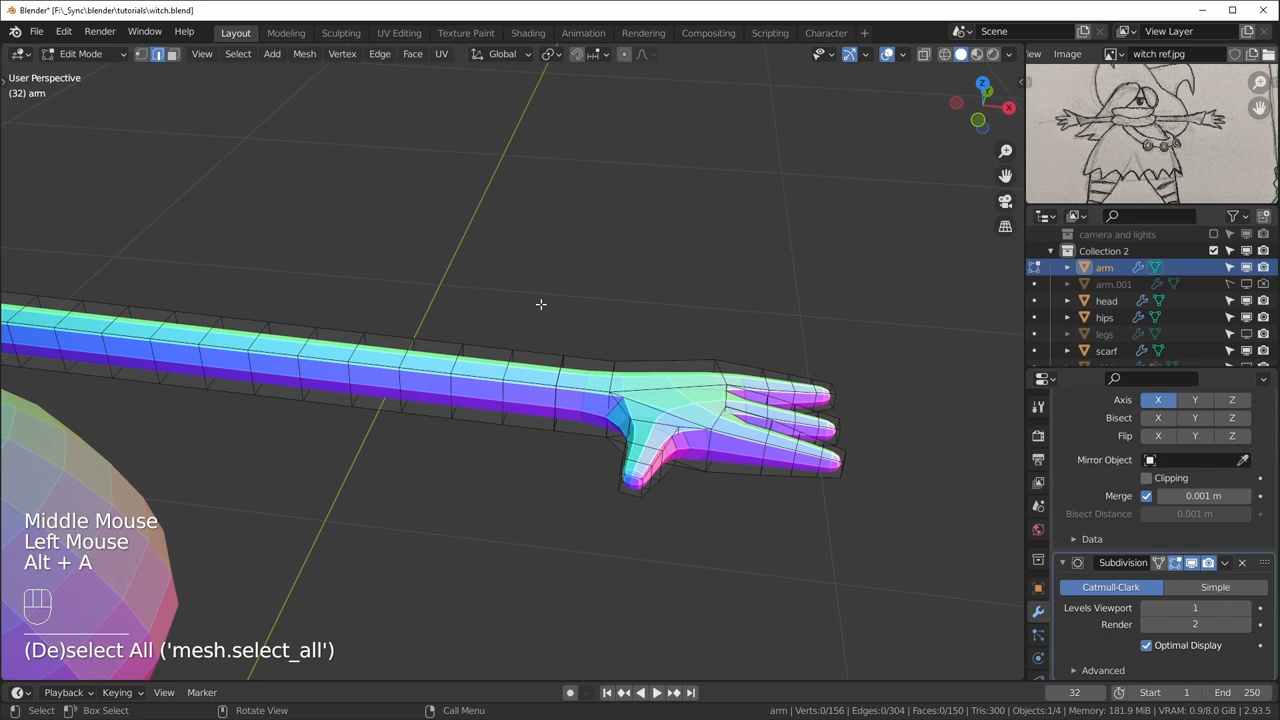 Blender* [F:\_Sync\blender\tutorials\witch.blend]
File Edit Render Window Help Layout Modeling Sculpting UV Editing Texture Paint Shading Animation Rendering Compositing Scripting Character Scene View Layer
Edit Mode View Select Add Mesh Vertex Edge Face UV Global iew Image witch ref.jpg
User Perspective
(32) arm
Z
Y
X
camera and lights
Collection 2
arm
arm.001
head
hips
legs
scarf
Axis X Y Z
Bisect X Y Z
Flip X Y Z
Mirror Object
Clipping
Merge 0.001 m
Bisect Distance 0.001 m
Data
Subdivision
Catmull-Clark Simple
Levels Viewport 1
Render 2
Optimal Display
Advanced
Middle Mouse
Left Mouse
Alt + A
(De)select All ('mesh.select_all')
Playback Keying View Marker 32 Start 1 End 250
Select Box Select Rotate View Call Menu arm | Verts:0/156 | Edges:0/304 | Faces:0/150 | Tris:300 | Objects:1/4 | Memory: 181.9 MiB | VRAM: 0.9/8.0 GiB | 2.93.5